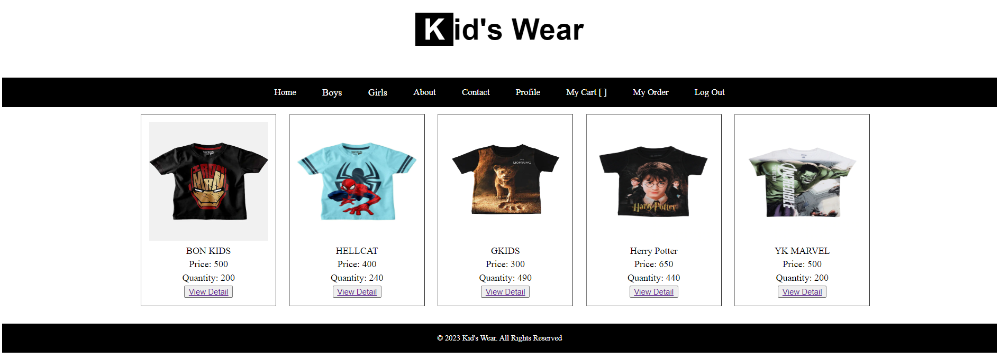 Kid's Wear
Home Boys Girls About Contact Profile My Cart [ ] My Order Log Out
IRON
MAN
LION KING
Harry Potter
INCREDIBLE
BON KIDS
Price: 500
Quantity: 200
View Detail
HELLCAT
Price: 400
Quantity: 240
View Detail
GKIDS
Price: 300
Quantity: 490
View Detail
Herry Potter
Price: 650
Quantity: 440
View Detail
YK MARVEL
Price: 500
Quantity: 200
View Detail
© 2023 Kid's Wear. All Rights Reserved